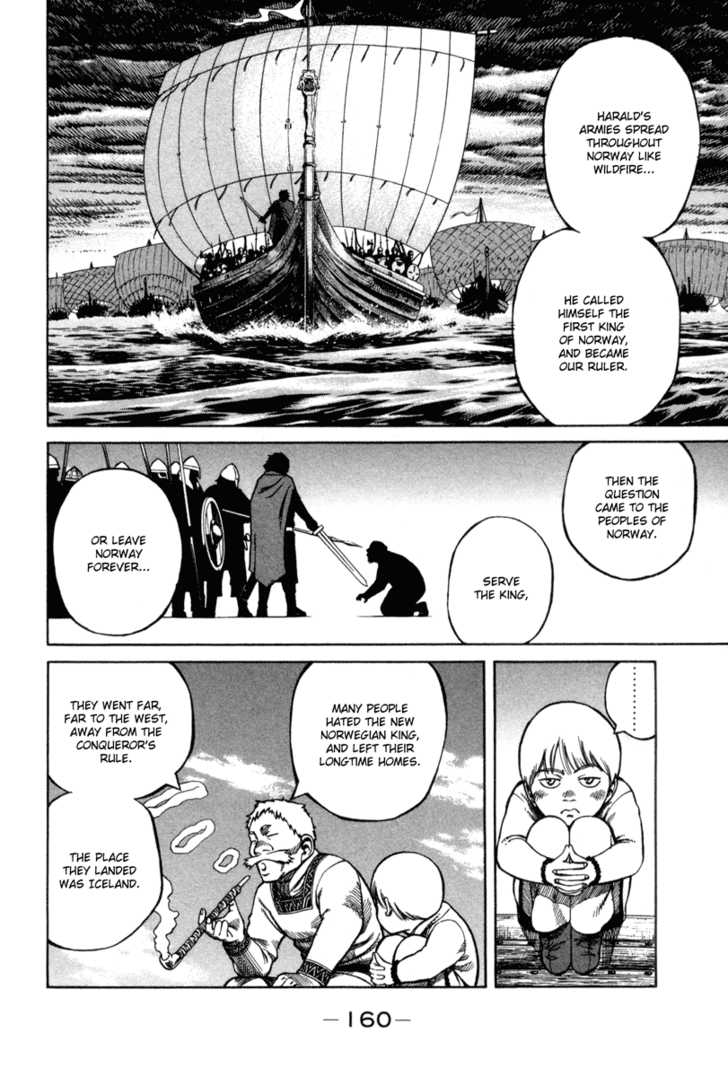 HARALD'S
ARMIES SPREAD
THROUGHOUT
NORWAY LIKE
WILDFIRE...
HE CALLED
HIMSELF THE
FIRST KING
OF NORWAY,
AND BECAME
OUR RULER.
THEN THE
QUESTION
CAME TO THE
PEOPLES OF
NORWAY.
SERVE
THE KING,
OR LEAVE
NORWAY
FOREVER...
.........
MANY PEOPLE
HATED THE NEW
NORWEGIAN KING,
AND LEFT THEIR
LONGTIME HOMES.
THEY WENT FAR,
FAR TO THE WEST,
AWAY FROM THE
CONQUEROR'S
RULE.
THE PLACE
THEY LANDED
WAS ICELAND.
—160—